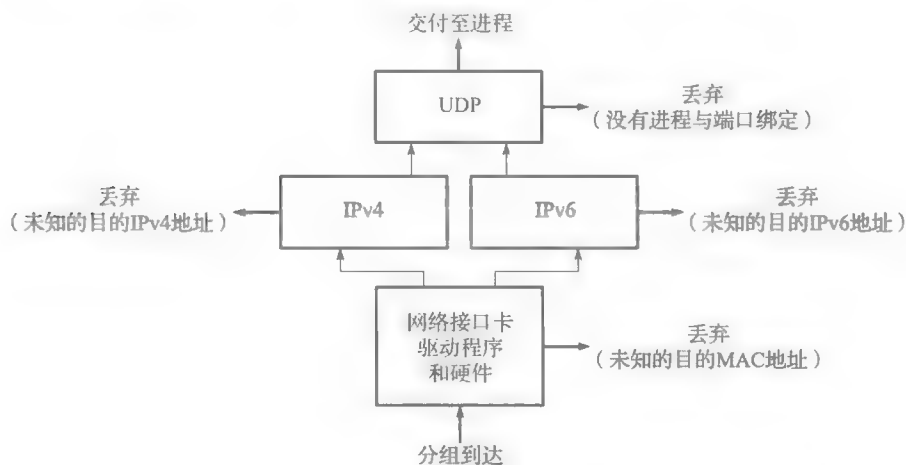 交付至进程
UDP
丢弃
（没有进程与端口绑定）
丢弃
（未知的目的IPv4地址）
IPv4
IPv6
丢弃
（未知的目的IPv6地址）
网络接口卡
驱动程序
和硬件
丢弃
（未知的目的MAC地址）
分组到达